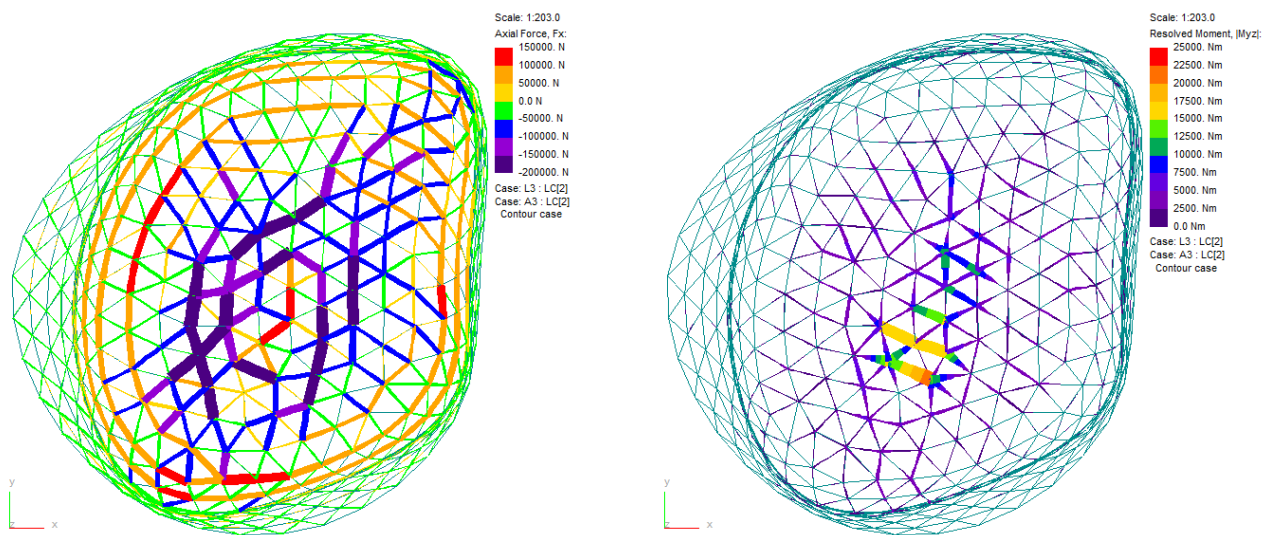 Scale: 1:203.0
Axial Force, Fx:
150000. N
100000. N
50000. N
0.0 N
-50000. N
-100000. N
-150000. N
-200000. N
Case: L3 : LC[2]
Case: A3 : LC[2]
Contour case
y
z
x
Scale: 1:203.0
Resolved Moment, |Myz|:
25000. Nm
22500. Nm
20000. Nm
17500. Nm
15000. Nm
12500. Nm
10000. Nm
7500. Nm
5000. Nm
2500. Nm
0.0 Nm
Case: L3 : LC[2]
Case: A3 : LC[2]
Contour case
y
z
x